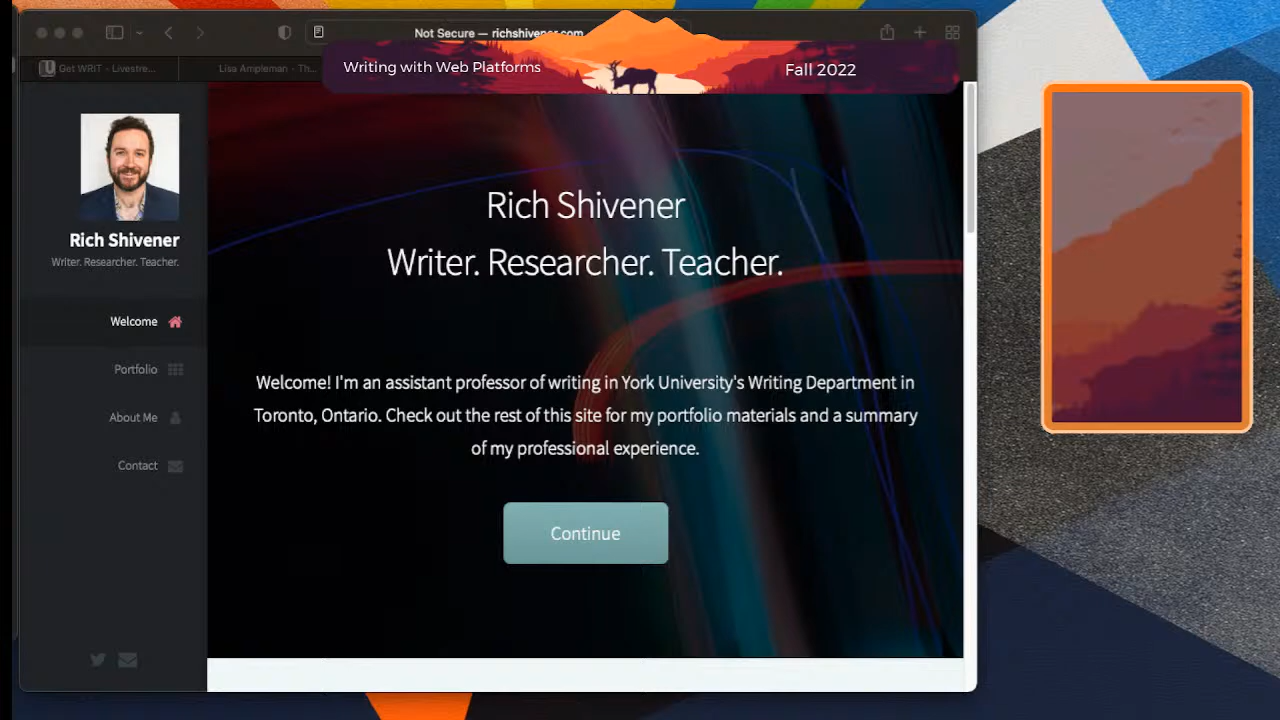 Not Secure — richshivener.com
Get WRIT - Livestre...
Lisa Ampleman - Th...
Writing with Web Platforms
Fall 2022
Rich Shivener
Writer. Researcher. Teacher.
Welcome
Portfolio
About Me
Contact
Rich Shivener
Writer. Researcher. Teacher.
Welcome! I'm an assistant professor of writing in York University's Writing Department in
Toronto, Ontario. Check out the rest of this site for my portfolio materials and a summary
of my professional experience.
Continue